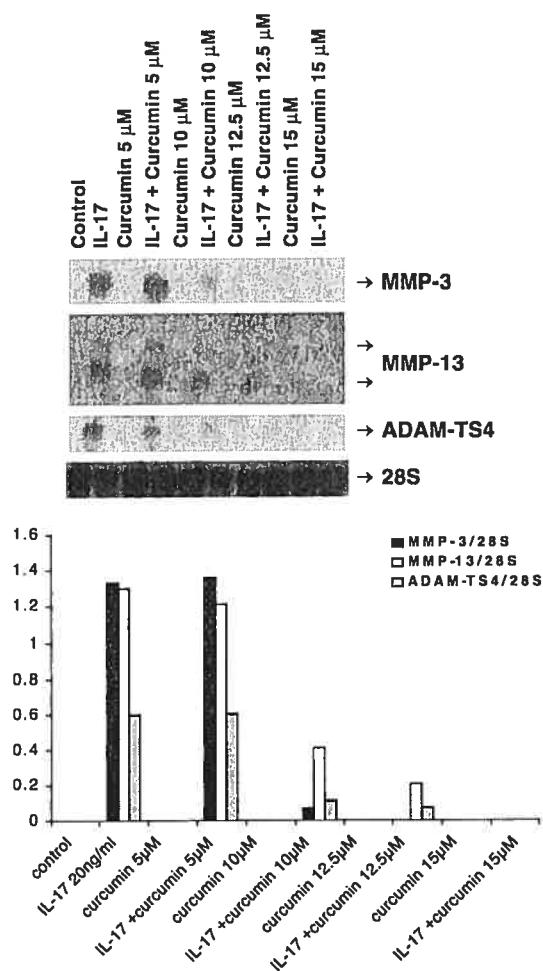 Control
IL-17
Curcumin 5 µM
IL-17 + Curcumin 5 µM
Curcumin 10 µM
IL-17 + Curcumin 10 µM
Curcumin 12.5 µM
IL-17 + Curcumin 12.5 µM
Curcumin 15 µM
IL-17 + Curcumin 15 µM
→ MMP-3
→
MMP-13
→
→ ADAM-TS4
→ 28S
1.6
1.4
1.2
1
0.8
0.6
0.4
0.2
0
MMP-3/28S
MMP-13/28S
ADAM-TS4/28S
control
IL-17 20ng/ml
curcumin 5µM
IL-17 +curcumin 5µM
curcumin 10µM
IL-17 +curcumin 10µM
curcumin 12.5µM
IL-17 +curcumin 12.5µM
curcumin 15µM
IL-17 +curcumin 15µM